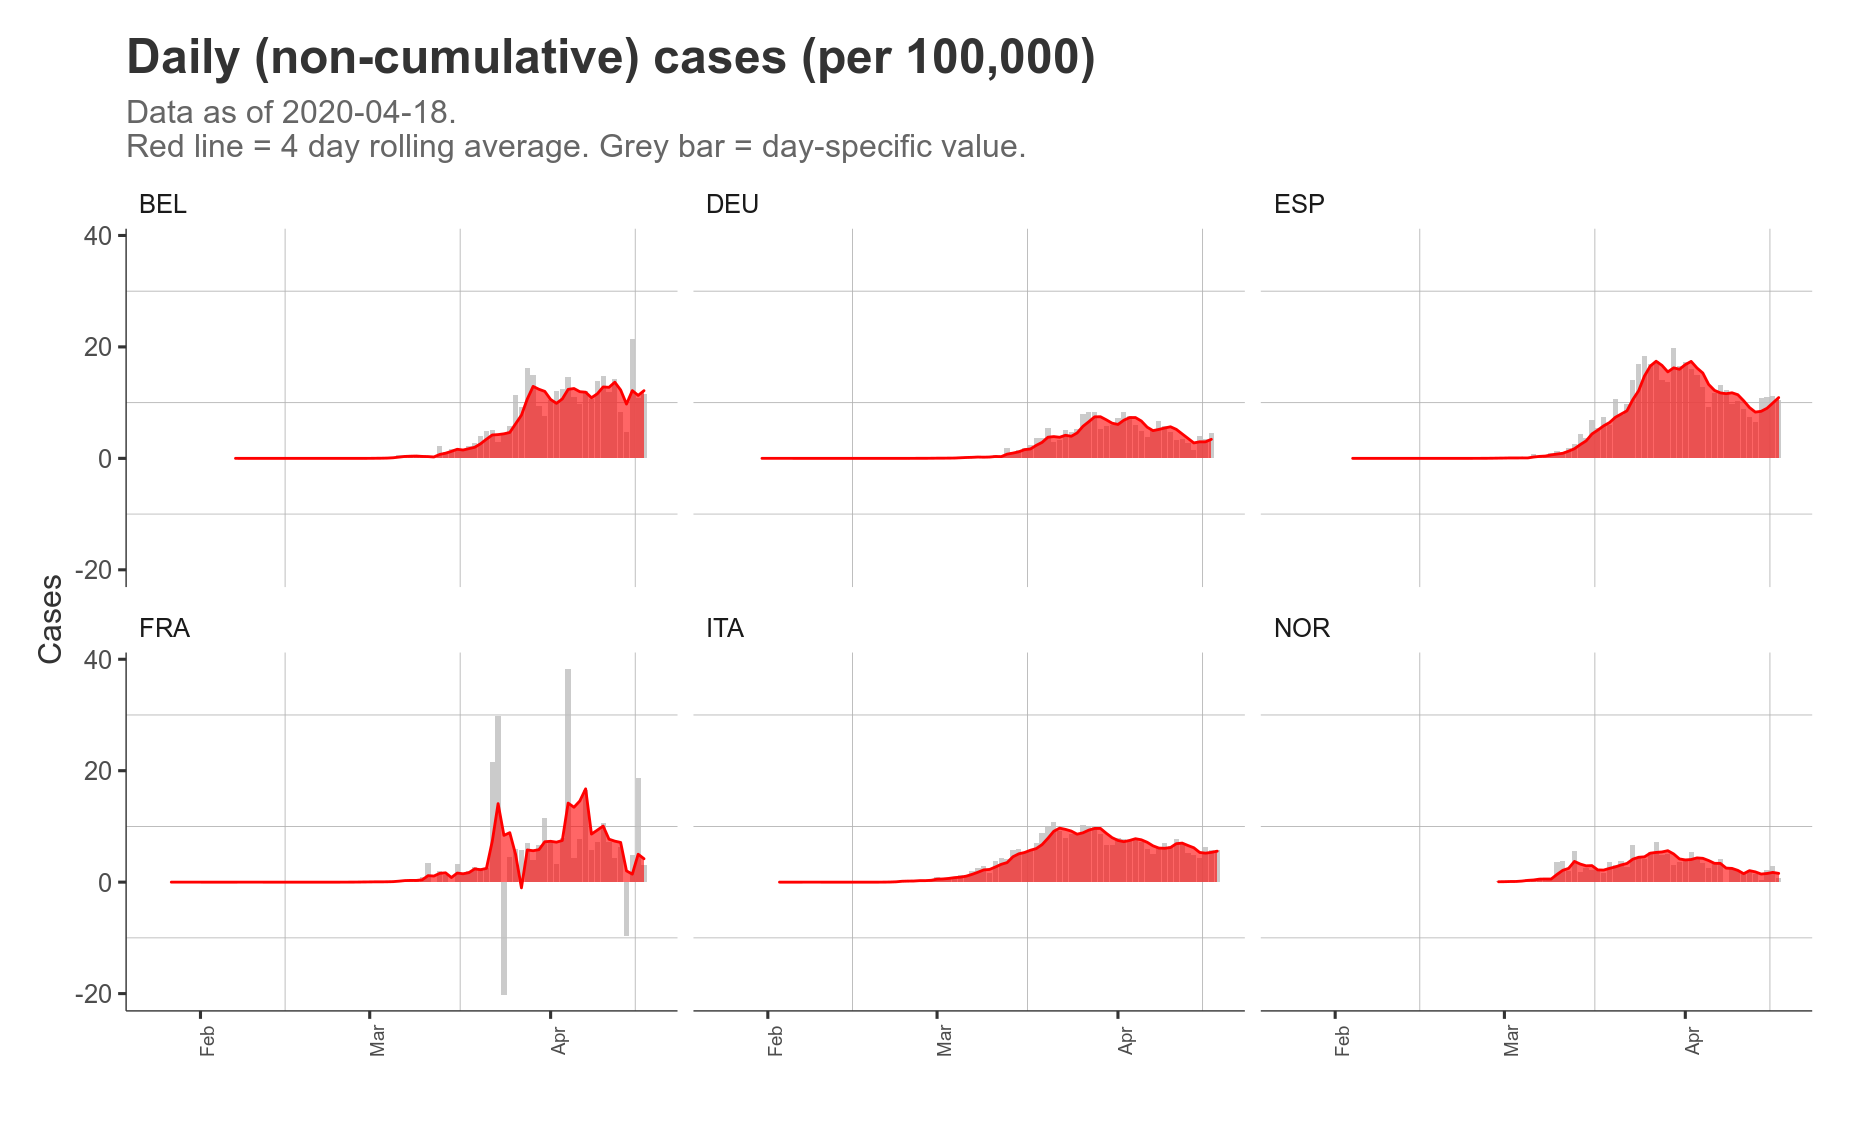 Daily (non-cumulative) cases (per 100,000)
Data as of 2020-04-18.
Red line = 4 day rolling average. Grey bar = day-specific value.
BEL
DEU
ESP
40
20
0
-20
Cases
FRA
ITA
NOR
40
20
0
-20
Feb
Mar
Apr
Feb
Mar
Apr
Feb
Mar
Apr